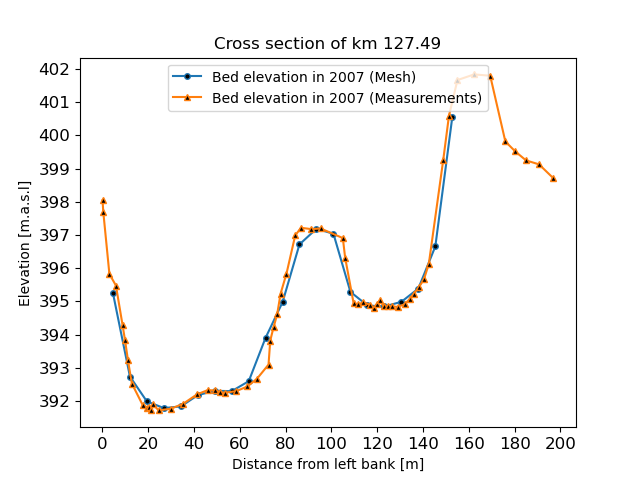 Cross section of km 127.49
Bed elevation in 2007 (Mesh)
Bed elevation in 2007 (Measurements)
Elevation [m.a.s.l]
402
401
400
399
398
397
396
395
394
393
392
0 20 40 60 80 100 120 140 160 180 200
Distance from left bank [m]